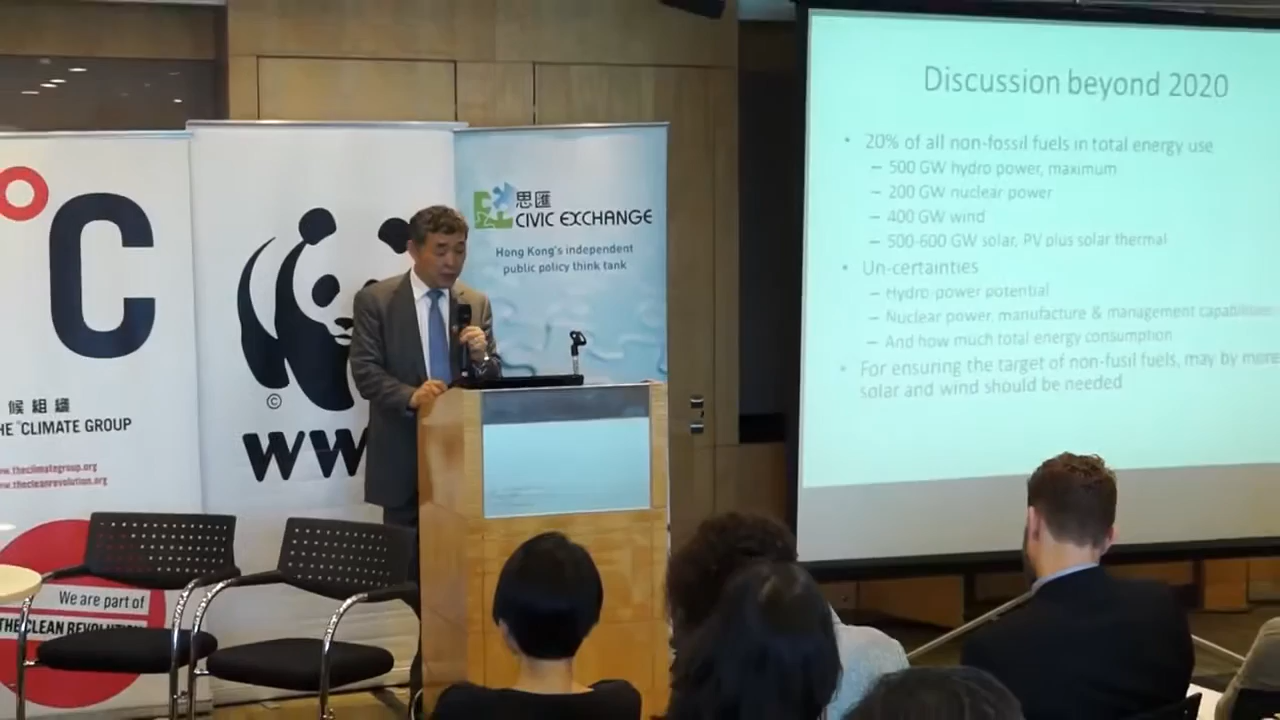 °C
候組織
THE °CLIMATE GROUP
www.theclimategroup.org
www.thecleanrevolution.org
We are part of
THE CLEAN REVOLUTION
©
WW
思匯
CIVIC EXCHANGE
Hong Kong's independent
public policy think tank
Discussion beyond 2020
• 20% of all non-fossil fuels in total energy use
– 500 GW hydro power, maximum
– 200 GW nuclear power
– 400 GW wind
– 500-600 GW solar, PV plus solar thermal
• Un-certainties
– Hydro-power potential
– Nuclear power, manufacture & management capabilities
– And how much total energy consumption
• For ensuring the target of non-fusil fuels, may by more
solar and wind should be needed